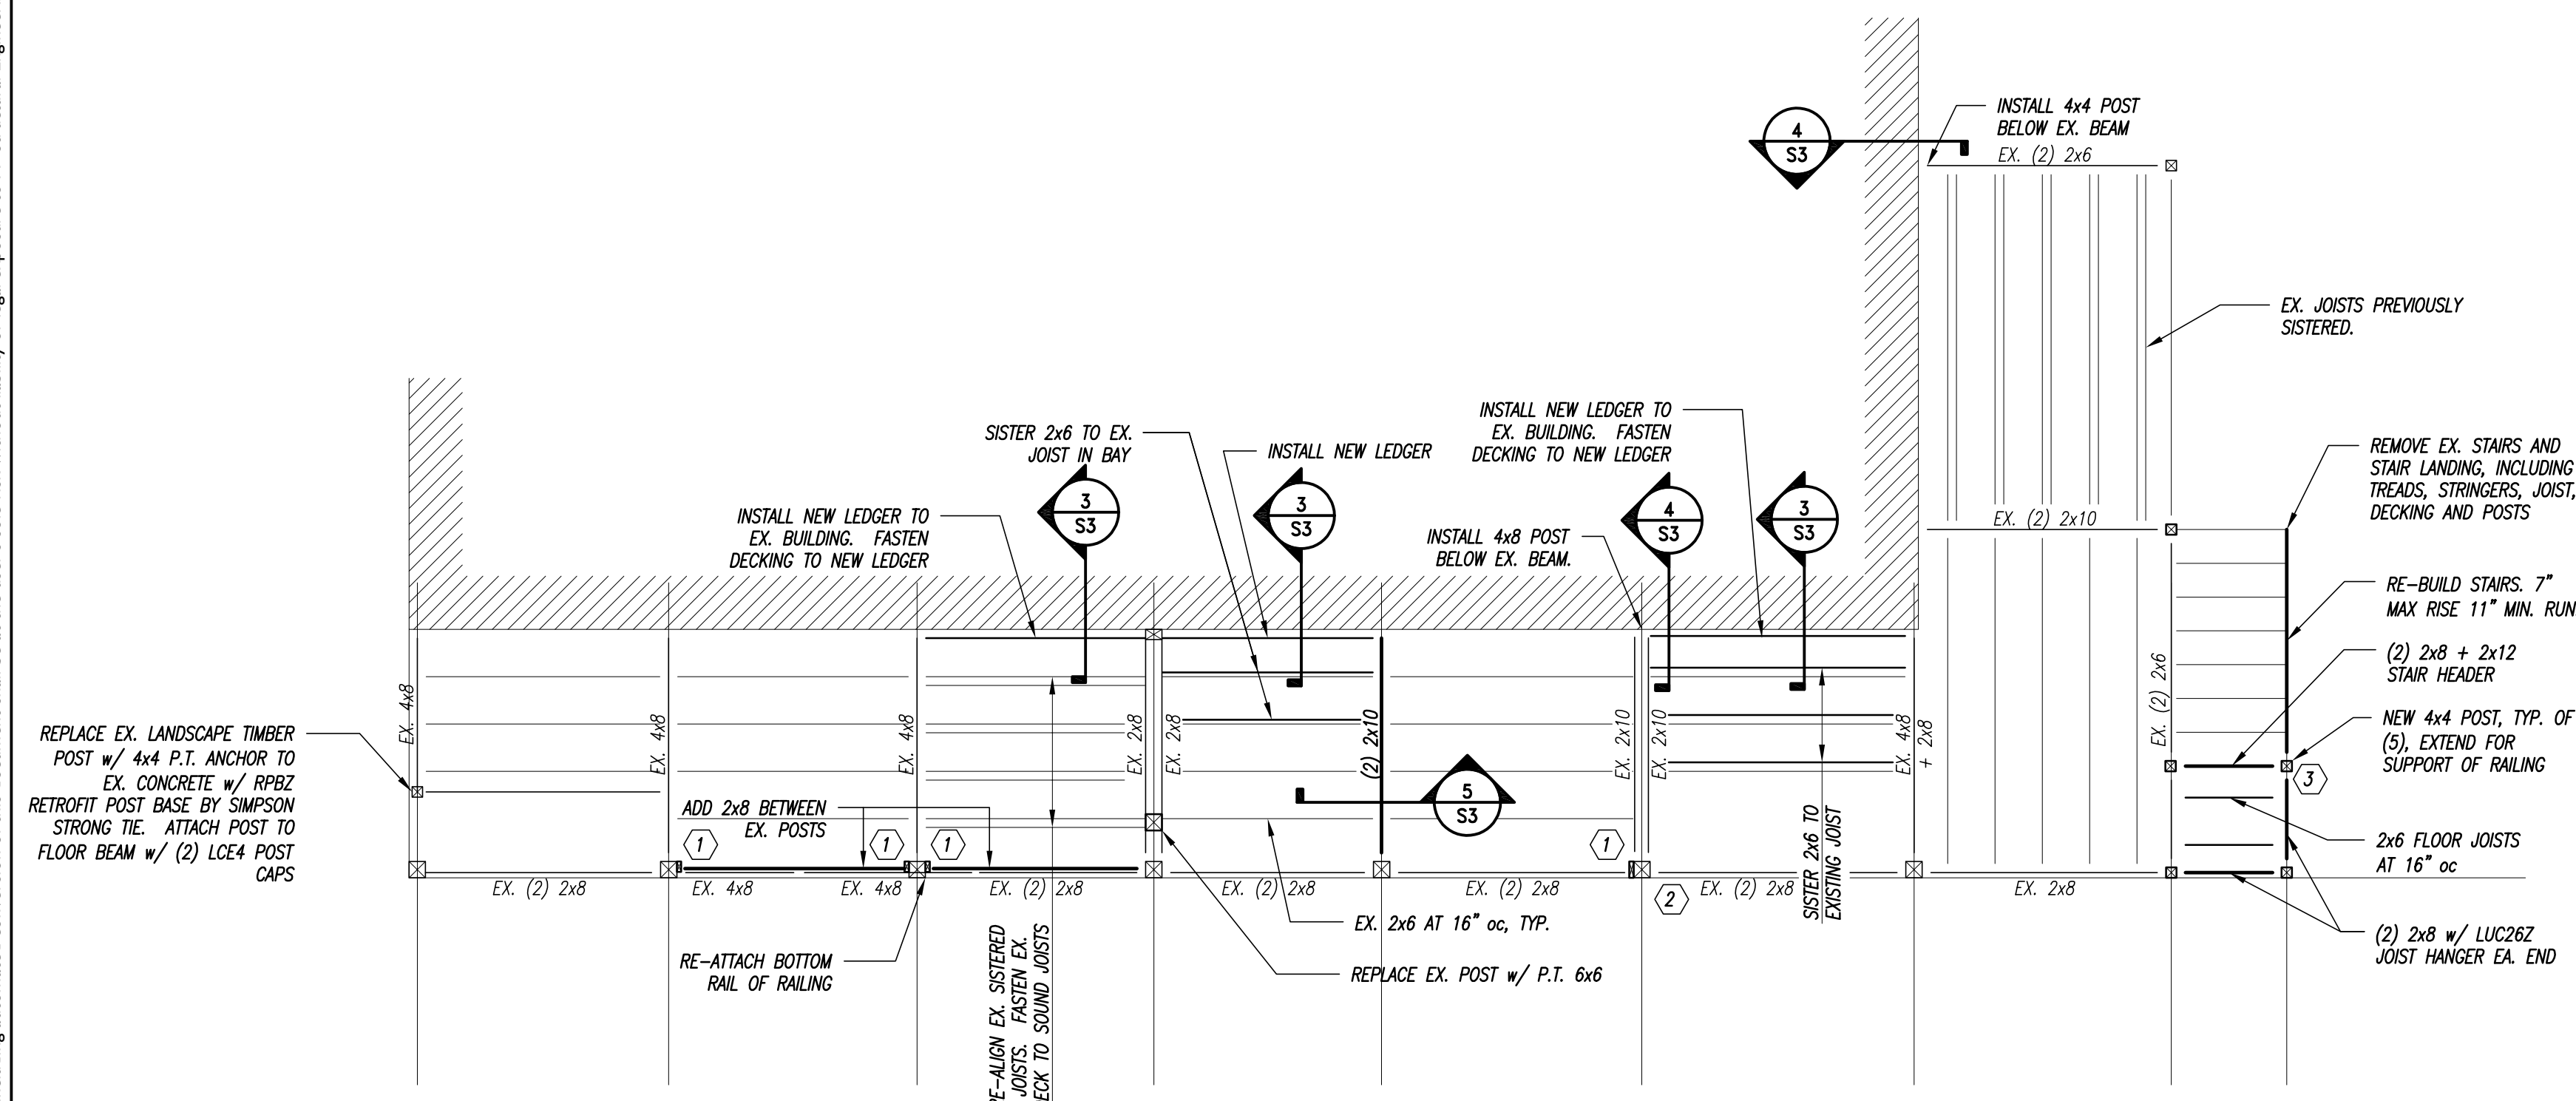 INSTALL 4x4 POST
BELOW EX. BEAM
4
S3
EX. (2) 2x6
EX. JOISTS PREVIOUSLY
SISTERED.
INSTALL NEW LEDGER TO
EX. BUILDING. FASTEN
DECKING TO NEW LEDGER
SISTER 2x6 TO EX.
JOIST IN BAY
INSTALL NEW LEDGER
REMOVE EX. STAIRS AND
STAIR LANDING, INCLUDING
TREADS, STRINGERS, JOIST,
DECKING AND POSTS
INSTALL NEW LEDGER TO
EX. BUILDING. FASTEN
DECKING TO NEW LEDGER
3
S3
3
S3
INSTALL 4x8 POST
BELOW EX. BEAM.
4
S3
3
S3
EX. (2) 2x10
RE-BUILD STAIRS. 7"
MAX RISE 11" MIN. RUN
(2) 2x8 + 2x12
STAIR HEADER
NEW 4x4 POST, TYP. OF
(5), EXTEND FOR
SUPPORT OF RAILING
3
EX. 4x8
EX. 4x8
EX. 4x8
EX. 2x8
EX. 2x8
(2) 2x10
EX. 2x10
EX. 2x10
EX. 4x8
+ 2x8
EX. (2) 2x6
REPLACE EX. LANDSCAPE TIMBER
POST w/ 4x4 P.T. ANCHOR TO
EX. CONCRETE w/ RPBZ
RETROFIT POST BASE BY SIMPSON
STRONG TIE. ATTACH POST TO
FLOOR BEAM w/ (2) LCE4 POST
CAPS
ADD 2x8 BETWEEN
EX. POSTS
1
1
1
5
S3
1
SISTER 2x6 TO
EXISTING JOIST
2x6 FLOOR JOISTS
AT 16" oc
EX. (2) 2x8
EX. 4x8
EX. 4x8
EX. (2) 2x8
EX. (2) 2x8
EX. (2) 2x8
2
EX. (2) 2x8
EX. 2x8
EX. 2x6 AT 16" oc, TYP.
(2) 2x8 w/ LUC26Z
JOIST HANGER EA. END
RE-ATTACH BOTTOM
RAIL OF RAILING
REPLACE EX. POST w/ P.T. 6x6
EX. SISTERED
JOISTS. FASTEN EX.
TO SOUND JOISTS